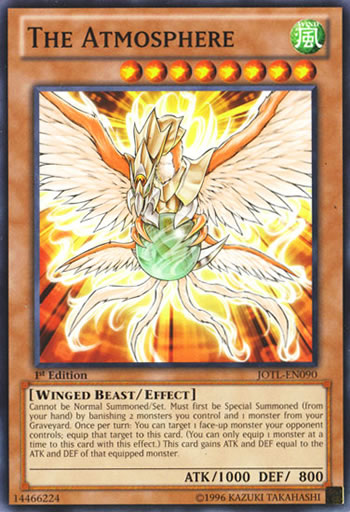 The Atmosphere
WIND
風
1st Edition
JOTL-EN090
[Winged Beast/Effect]
Cannot be Normal Summoned/Set. Must first be Special Summoned (from
your hand) by banishing 2 monsters you control and 1 monster from your
Graveyard. Once per turn: You can target 1 face-up monster your opponent
controls; equip that target to this card. (You can only equip 1 monster at a
time to this card with this effect.) This card gains ATK and DEF equal to the
ATK and DEF of that equipped monster.
ATK/1000 DEF/ 800
14466224
©1996 KAZUKI TAKAHASHI